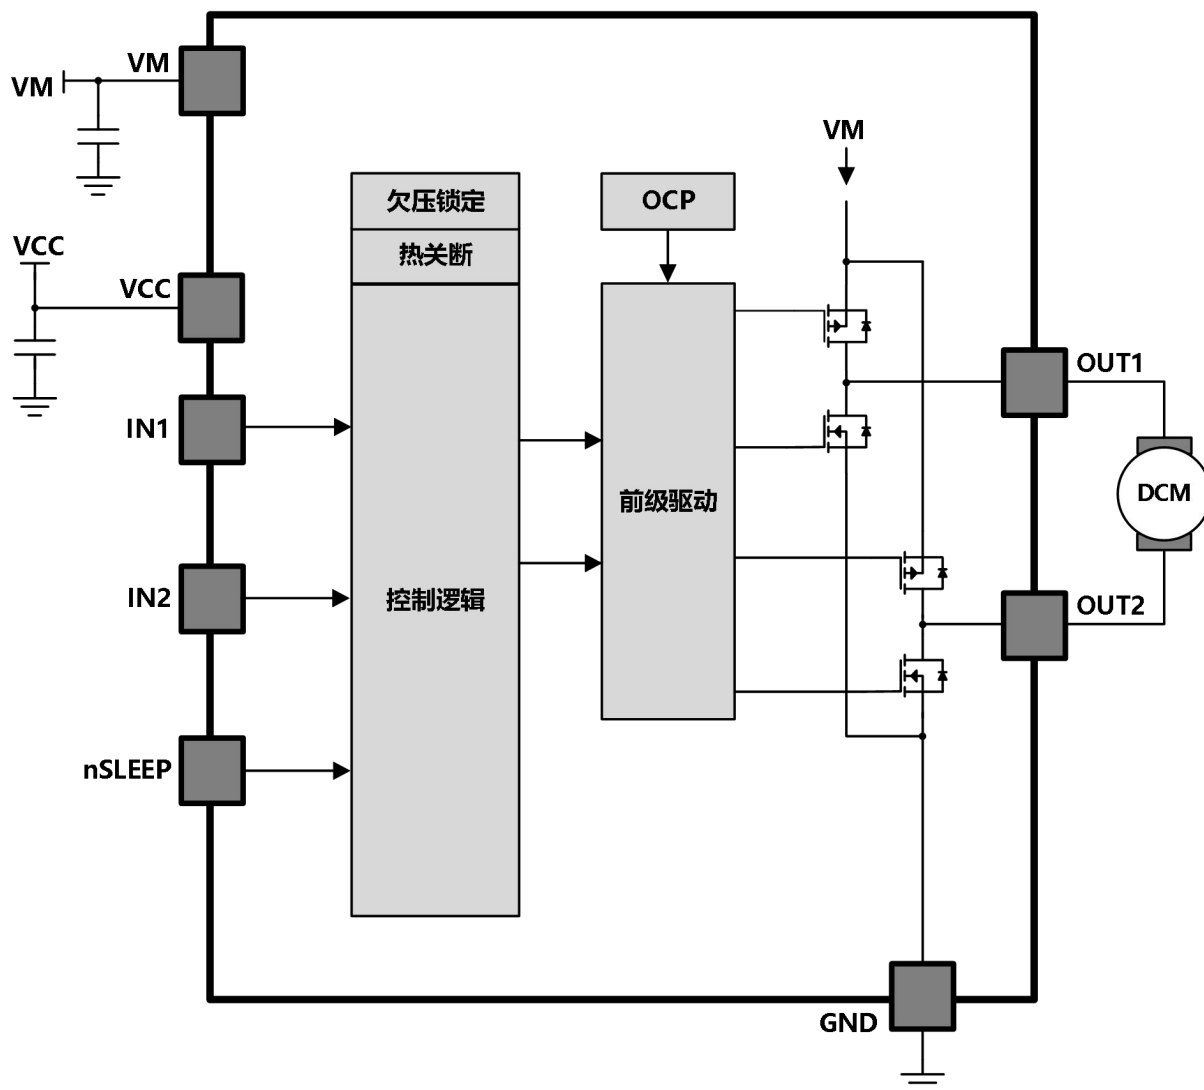 VM
VM
VM
VCC
VCC
IN1
IN2
nSLEEP
欠压锁定
热关断
控制逻辑
OCP
前级驱动
OUT1
DCM
OUT2
GND